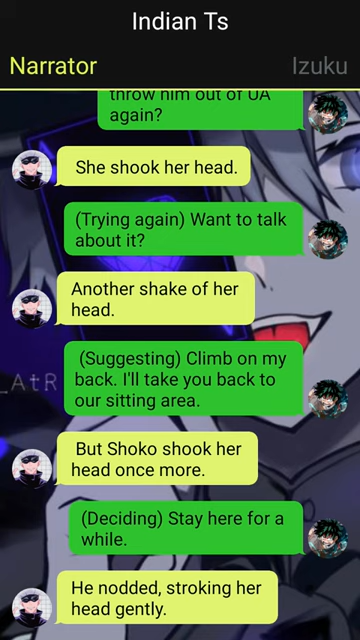 Indian Ts
Narrator
Izuku
throw him out of UA
again?
She shook her head.
(Trying again) Want to talk
about it?
Another shake of her
head.
(Suggesting) Climb on my
back. I'll take you back to
our sitting area.
_AtR
But Shoko shook her
head once more.
(Deciding) Stay here for a
while.
He nodded, stroking her
head gently.